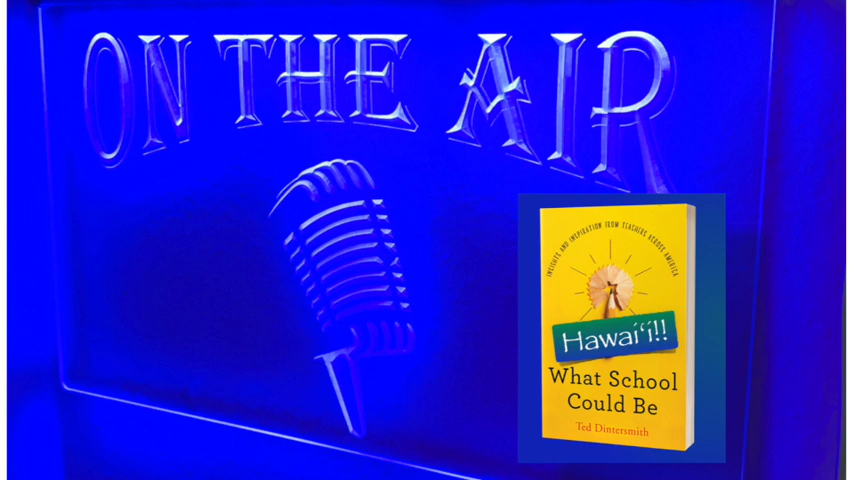 ON THE AIR
INSIGHTS AND INSPIRATION FROM TEACHERS ACROSS AMERICA
Hawai‘i!!
What School
Could Be
Ted Dintersmith